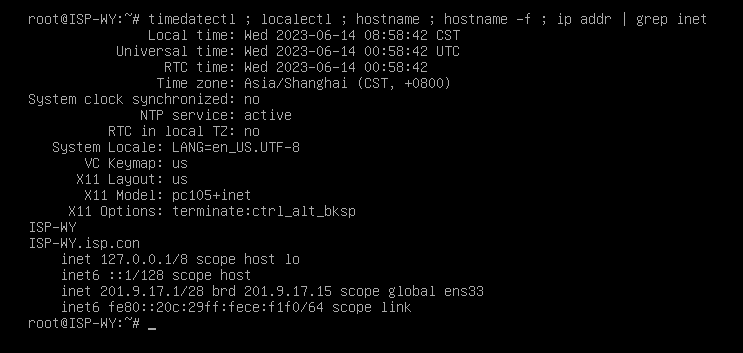 root@ISP-WY:~# timedatectl ; localectl ; hostname ; hostname -f ; ip addr | grep inet
Local time: Wed 2023-06-14 08:58:42 CST
Universal time: Wed 2023-06-14 00:58:42 UTC
RTC time: Wed 2023-06-14 00:58:42
Time zone: Asia/Shanghai (CST, +0800)
System clock synchronized: no
NTP service: active
RTC in local TZ: no
System Locale: LANG=en_US.UTF-8
VC Keymap: us
X11 Layout: us
X11 Model: pc105+inet
X11 Options: terminate:ctrl_alt_bksp
ISP-WY
ISP-WY.isp.con
inet 127.0.0.1/8 scope host lo
inet6 ::1/128 scope host
inet 201.9.17.1/28 brd 201.9.17.15 scope global ens33
inet6 fe80::20c:29ff:fece:f1f0/64 scope link
root@ISP-WY:~# _